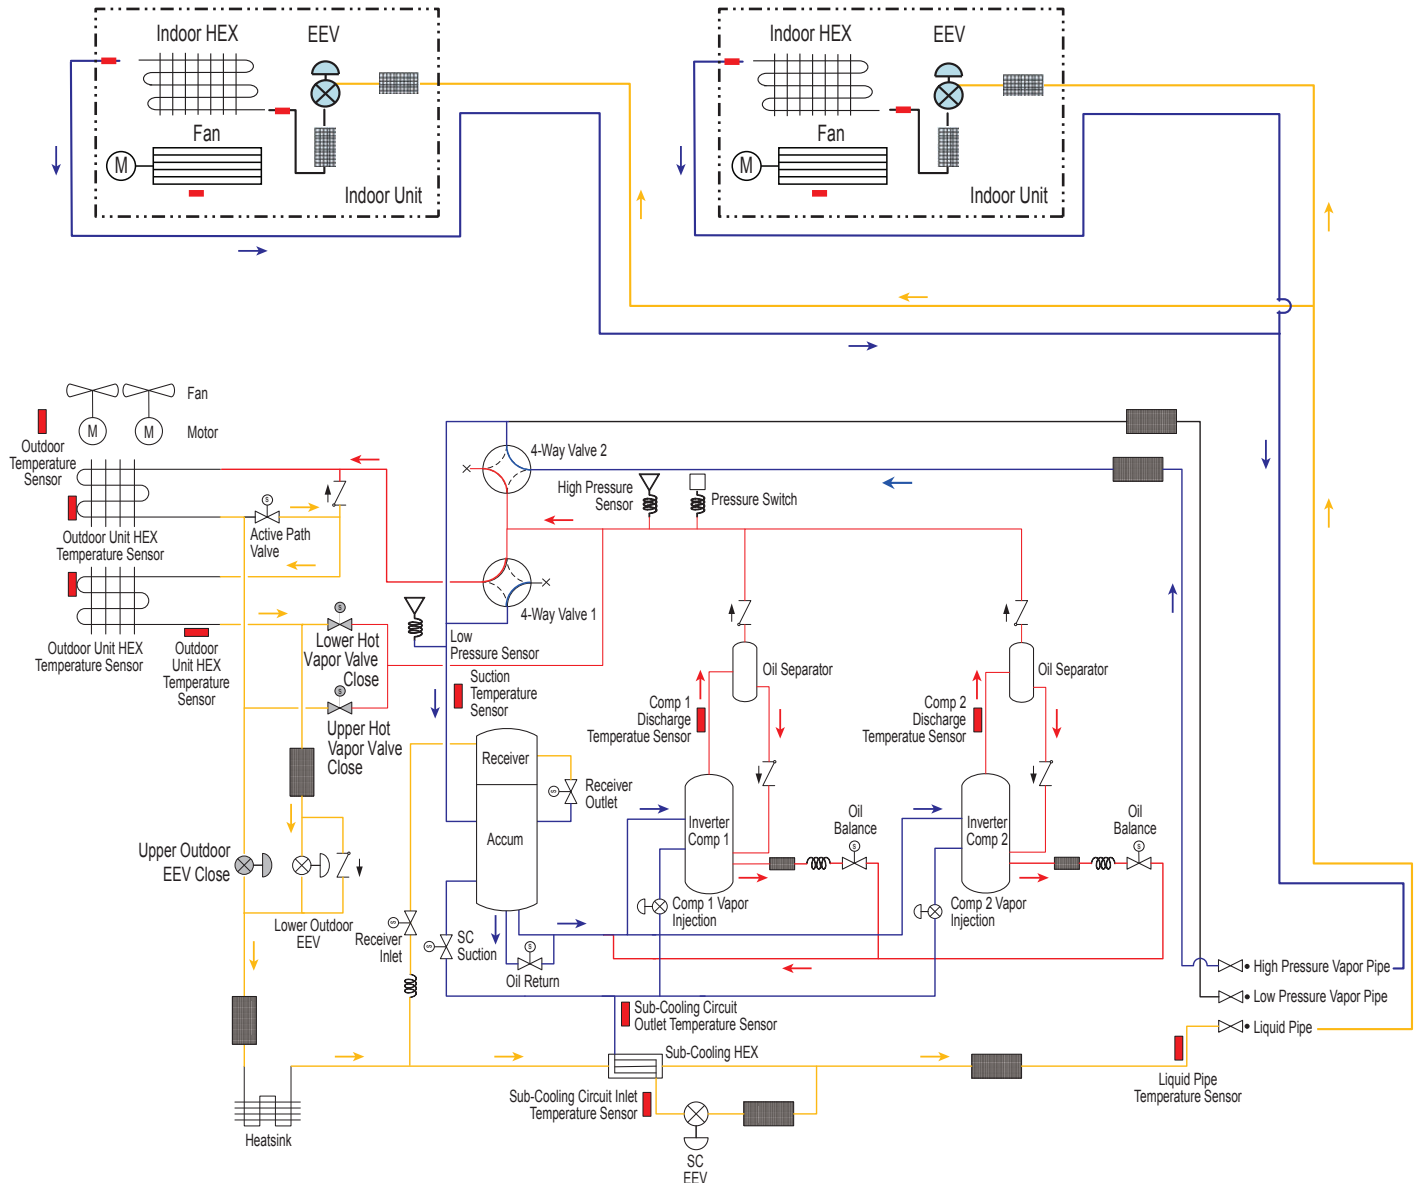 Indoor HEX
EEV
Fan
M
Indoor Unit
Indoor HEX
EEV
Fan
M
Indoor Unit
Fan
M
M
Motor
Outdoor
Temperature
Sensor
4-Way Valve 2
High Pressure
Sensor
Pressure Switch
S
Active Path
Valve
Outdoor Unit HEX
Temperature Sensor
4-Way Valve 1
Outdoor Unit HEX
Temperature Sensor
Outdoor
Unit HEX
Temperature
Sensor
S
Lower Hot
Vapor Valve
Close
S
Upper Hot
Vapor Valve
Close
Low
Pressure Sensor
Suction
Temperature
Sensor
Oil Separator
Oil Separator
Comp 1
Discharge
Temperatue Sensor
Comp 2
Discharge
Temperatue Sensor
Receiver
Accum
S
Receiver
Outlet
Inverter
Comp 1
Oil
Balance
S
Inverter
Comp 2
Oil
Balance
S
Upper Outdoor
EEV Close
Lower Outdoor
EEV
S
Receiver
Inlet
S
SC
Suction
S
Oil Return
Comp 1 Vapor
Injection
Comp 2 Vapor
Injection
High Pressure Vapor Pipe
Low Pressure Vapor Pipe
Liquid Pipe
Sub-Cooling Circuit
Outlet Temperature Sensor
Sub-Cooling HEX
Sub-Cooling Circuit Inlet
Temperature Sensor
Liquid Pipe
Temperature Sensor
Heatsink
SC
EEV